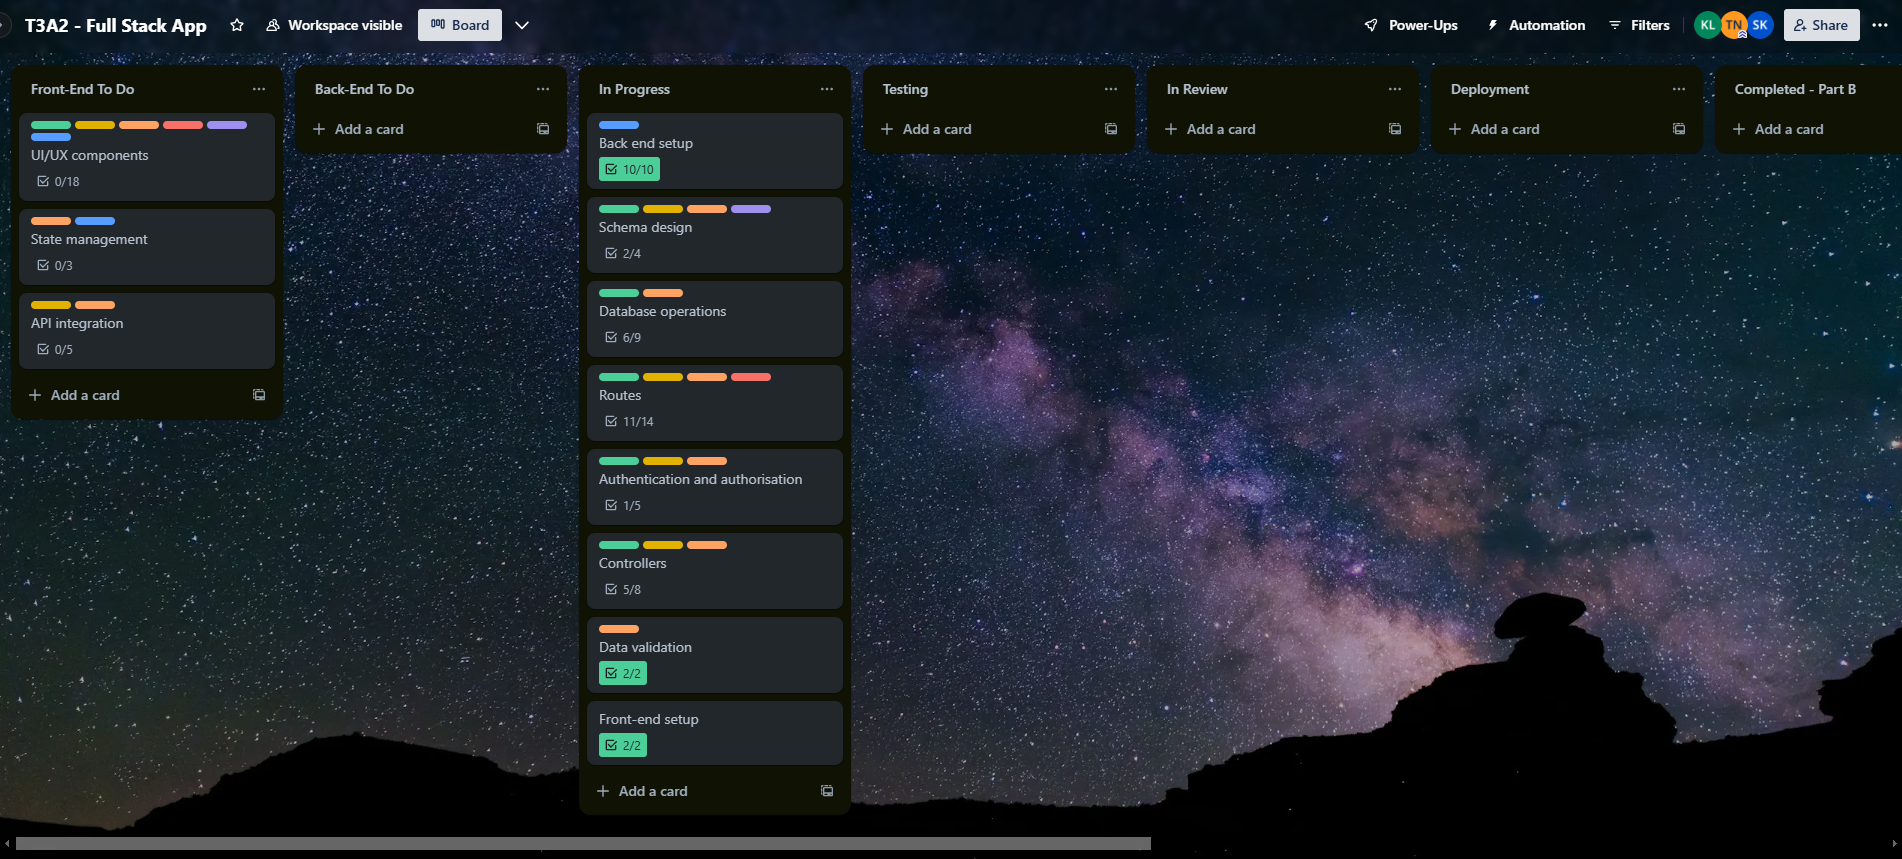 T3A2 - Full Stack App
Workspace visible
Board
Power-Ups
Automation
Filters
KL
TN
SK
Share
Front-End To Do
UI/UX components
0/18
State management
0/3
API integration
0/5
Add a card
Back-End To Do
Add a card
In Progress
Back end setup
10/10
Schema design
2/4
Database operations
6/9
Routes
11/14
Authentication and authorisation
1/5
Controllers
5/8
Data validation
2/2
Front-end setup
2/2
Add a card
Testing
Add a card
In Review
Add a card
Deployment
Add a card
Completed - Part B
Add a card